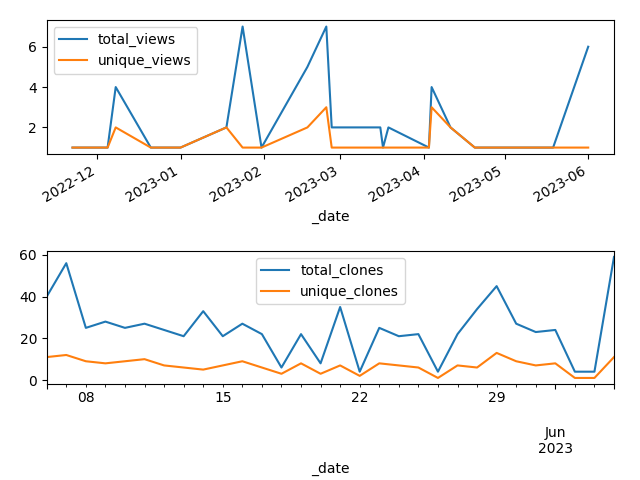 total_views
unique_views
6
4
2
2022-12
2023-01
2023-02
2023-03
2023-04
2023-05
2023-06
_date
total_clones
unique_clones
60
40
20
0
08
15
22
29
Jun
2023
_date